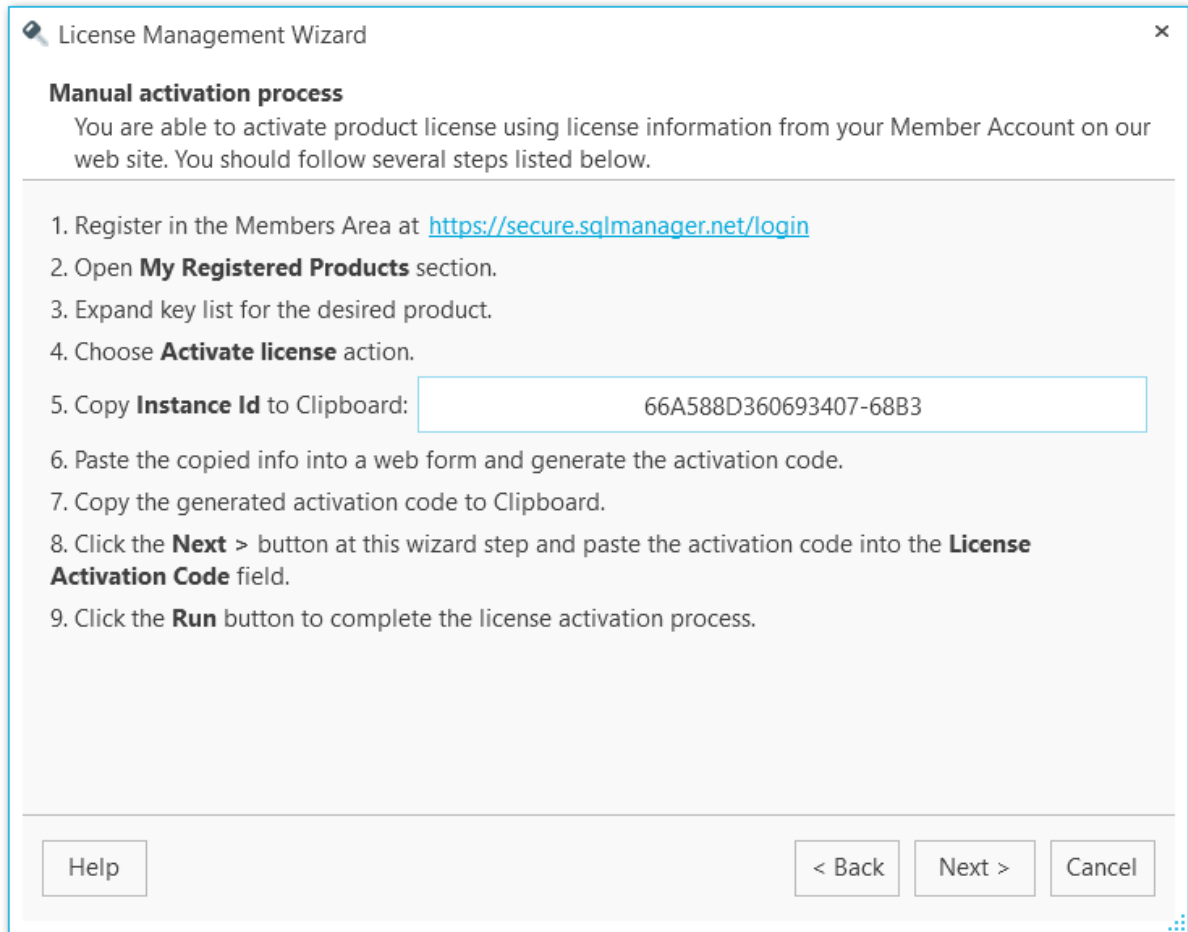 License Management Wizard
Manual activation process
You are able to activate product license using license information from your Member Account on our
web site. You should follow several steps listed below.
1. Register in the Members Area at https://secure.sqlmanager.net/login
2. Open My Registered Products section.
3. Expand key list for the desired product.
4. Choose Activate license action.
5. Copy Instance Id to Clipboard: 66A588D360693407-68B3
6. Paste the copied info into a web form and generate the activation code.
7. Copy the generated activation code to Clipboard.
8. Click the Next > button at this wizard step and paste the activation code into the License
Activation Code field.
9. Click the Run button to complete the license activation process.
Help < Back Next > Cancel